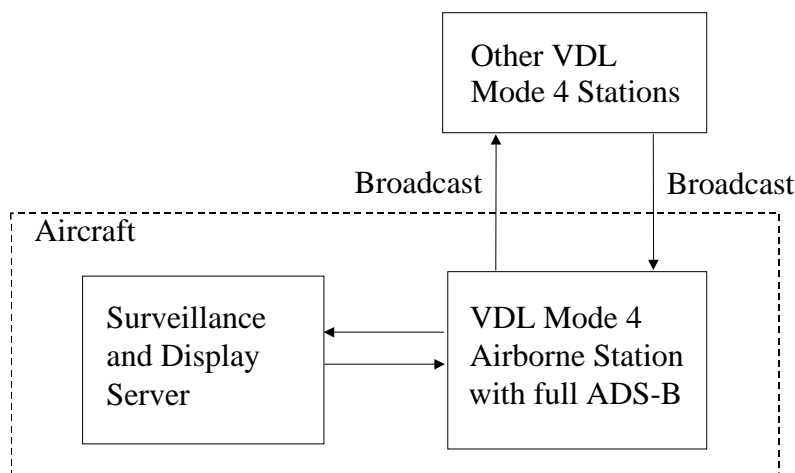 Other VDL
Mode 4 Stations
Broadcast
Broadcast
Aircraft
Surveillance
and Display
Server
VDL Mode 4
Airborne Station
with full ADS-B